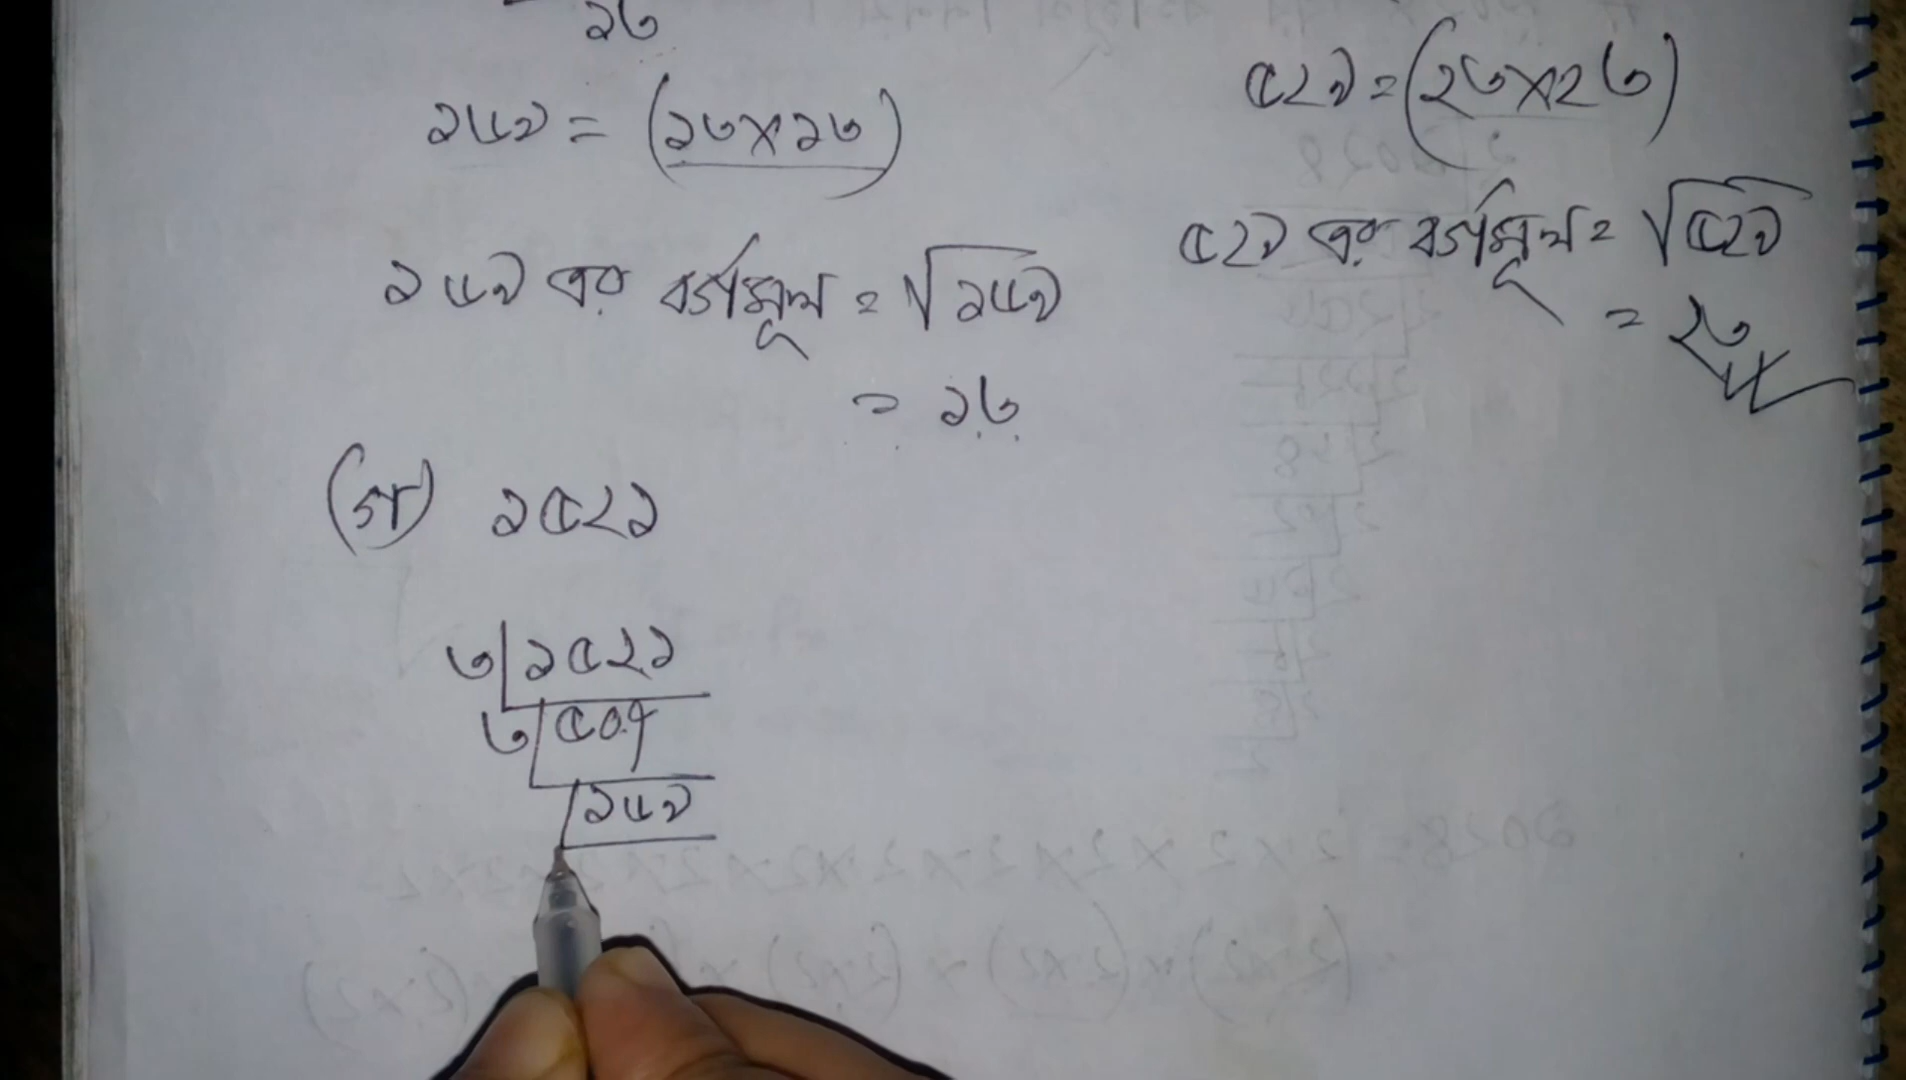 ১৩
১৬৯ = (১৩×১৩)
১৬৯ এর বর্গমূল = √১৬৯
= ১৩
৫২৯ = (২৩×২৩)
৫২৯ এর বর্গমূল = √৫২৯
= ২৩
(গ) ১৫২১
৩ ১৫২১
৩ ৫০৭
১৬৯